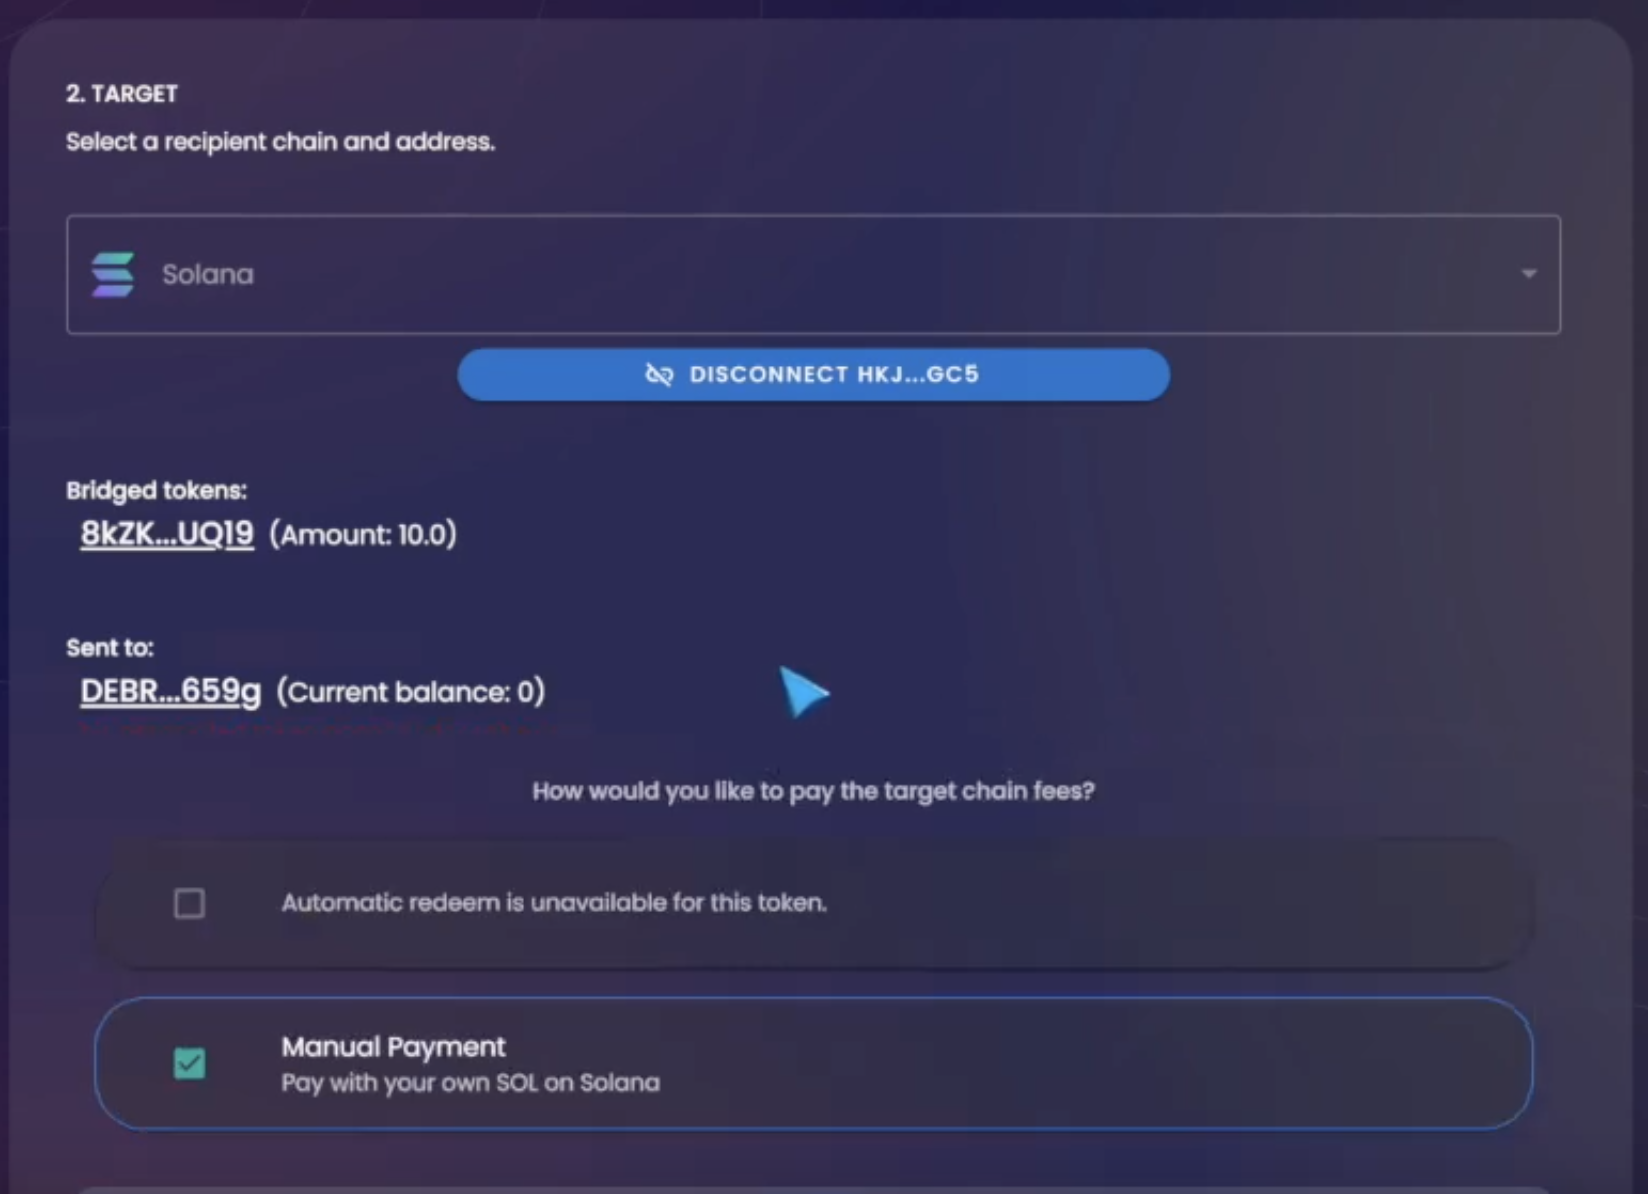 2. TARGET
Select a recipient chain and address.
Solana
DISCONNECT HKJ...GC5
Bridged tokens:
8kZK...UQ19 (Amount: 10.0)
Sent to:
DEBR...659g (Current balance: 0)
How would you like to pay the target chain fees?
Automatic redeem is unavailable for this token.
Manual Payment
Pay with your own SOL on Solana